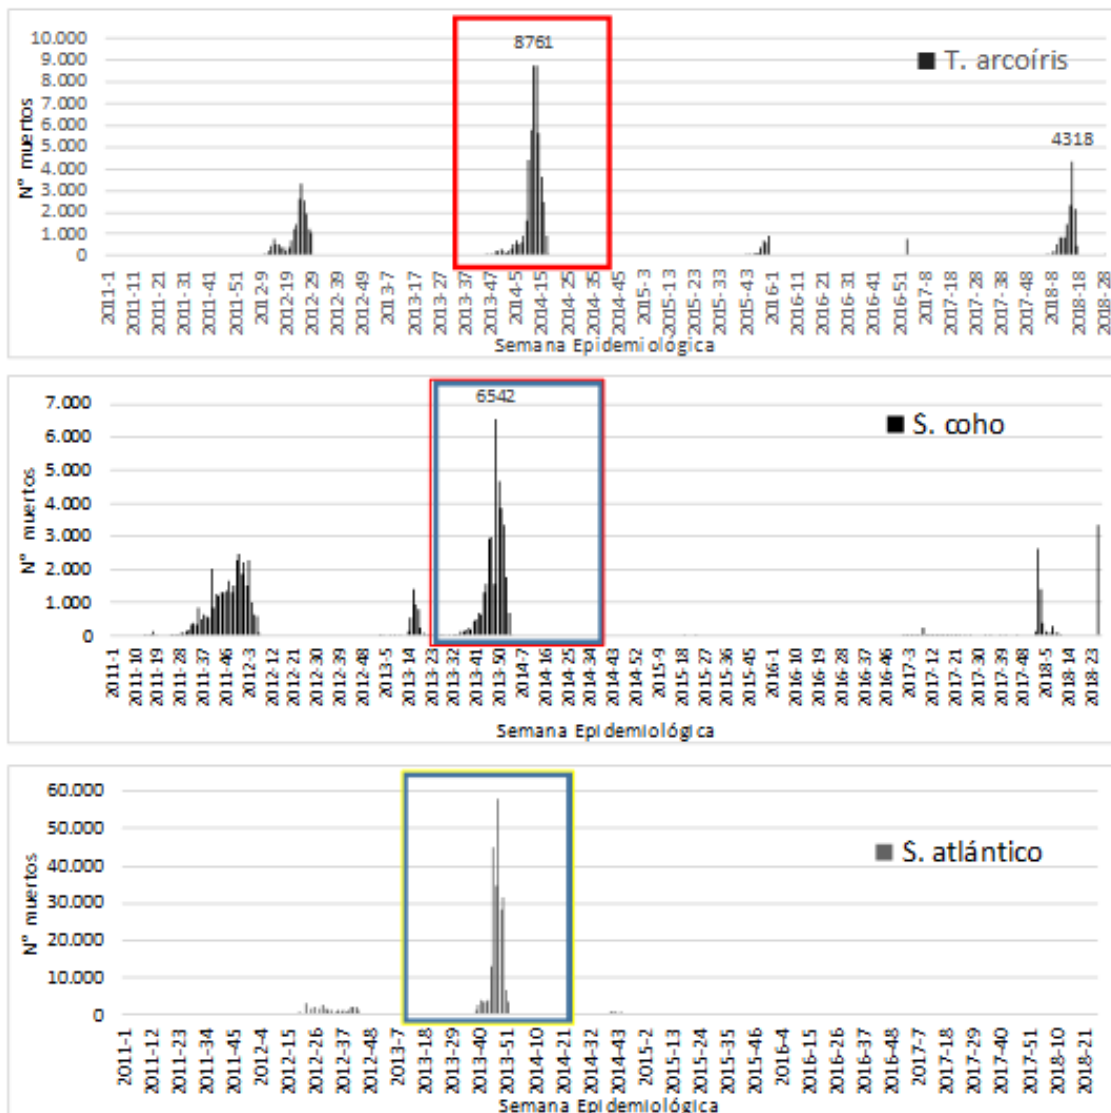 10.000
9.000
8.000
7.000
6.000
5.000
4.000
3.000
2.000
1.000
0
N° muertos
8761
T. arcoíris
4318
2011-1 2011-11 2011- 21 2011- 31 2011-41 2011-51 2012-9 2012-19 2012-29 2012-39 2012-49 2013-7 2013-17 2013-27 2013-37 2013-47 2014-5 2014-15 2014-25 2014-35 2014-45 2015- 3 2015-13 2015-23 2015-33 2015-43 2016-1 2016-11 2016-21 2016-31 2016-41 2016-51 2017-8 2017-18 2017-28 2017-38 2017-48 2018-8 2018-18 2018-28
Semana Epidemiológica
7.000
6.000
5.000
4.000
3.000
2.000
1.000
0
N° muertos
6542
S. coho
2011-1 2011-10 2011-19 2011-28 2011-37 2011-46 2012-3 2012-12 2012-21 2012-30 2012-39 2012-48 2013-5 2013-14 2013-23 2013-32 2013-41 2013-50 2014-7 2014-16 2014-25 2014-34 2014-43 2014-52 2015-9 2015-18 2015-27 2015-36 2015-45 2016-1 2016-10 2016-19 2016-28 2016-37 2016-46 2017-3 2017-12 2017-21 2017-30 2017-39 2017-48 2018-5 2018-14 2018-23
Semana Epidemiológica
60.000
50.000
40.000
30.000
20.000
10.000
0
N° muertos
S. atlántico
2011-1 2011-12 2011-23 2011-34 2011-45 2012-4 2012-15 2012-26 2012-37 2012-48 2013-7 2013-18 2013-29 2013-40 2013-51 2014-10 2014-21 2014-32 2014-43 2015-2 2015-13 2015-24 2015-35 2015-46 2016-4 2016-15 2016-26 2016-37 2016-48 2017-7 2017-18 2017-29 2017-40 2017-51 2018-10 2018-21
Semana Epidemiológica